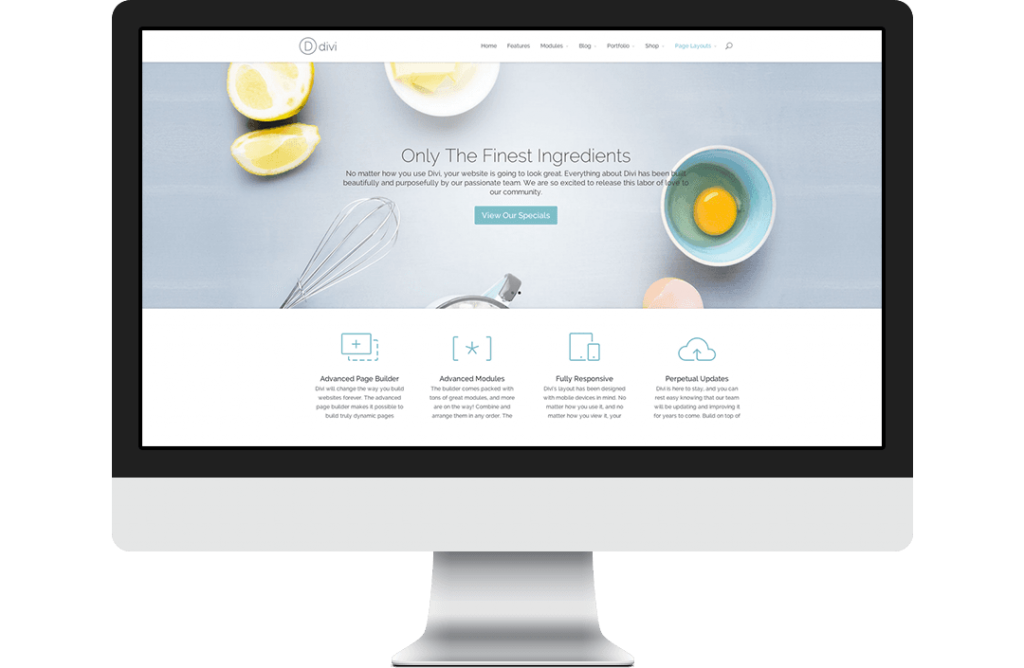 D divi
Home Features Modules Blog Portfolio Shop Page Layouts
Only The Finest Ingredients
No matter how you use Divi, your website is going to look great. Everything about Divi has been built
beautifully and purposefully by our passionate team. We are so excited to release this labor of love to
our community.
View Our Specials
Advanced Page Builder
Divi will change the way you build
websites forever. The advanced
page builder makes it possible to
build truly dynamic pages
Advanced Modules
The builder comes packed with
tons of great modules, and more
are on the way! Combine and
arrange them in any order. The
Fully Responsive
Divi's layout has been designed
with mobile devices in mind. No
matter how you use it, and no
matter how you view it, your
Perpetual Updates
Divi is here to stay, and you can
rest easy knowing that our team
will be updating and improving it
for years to come. Build on top of